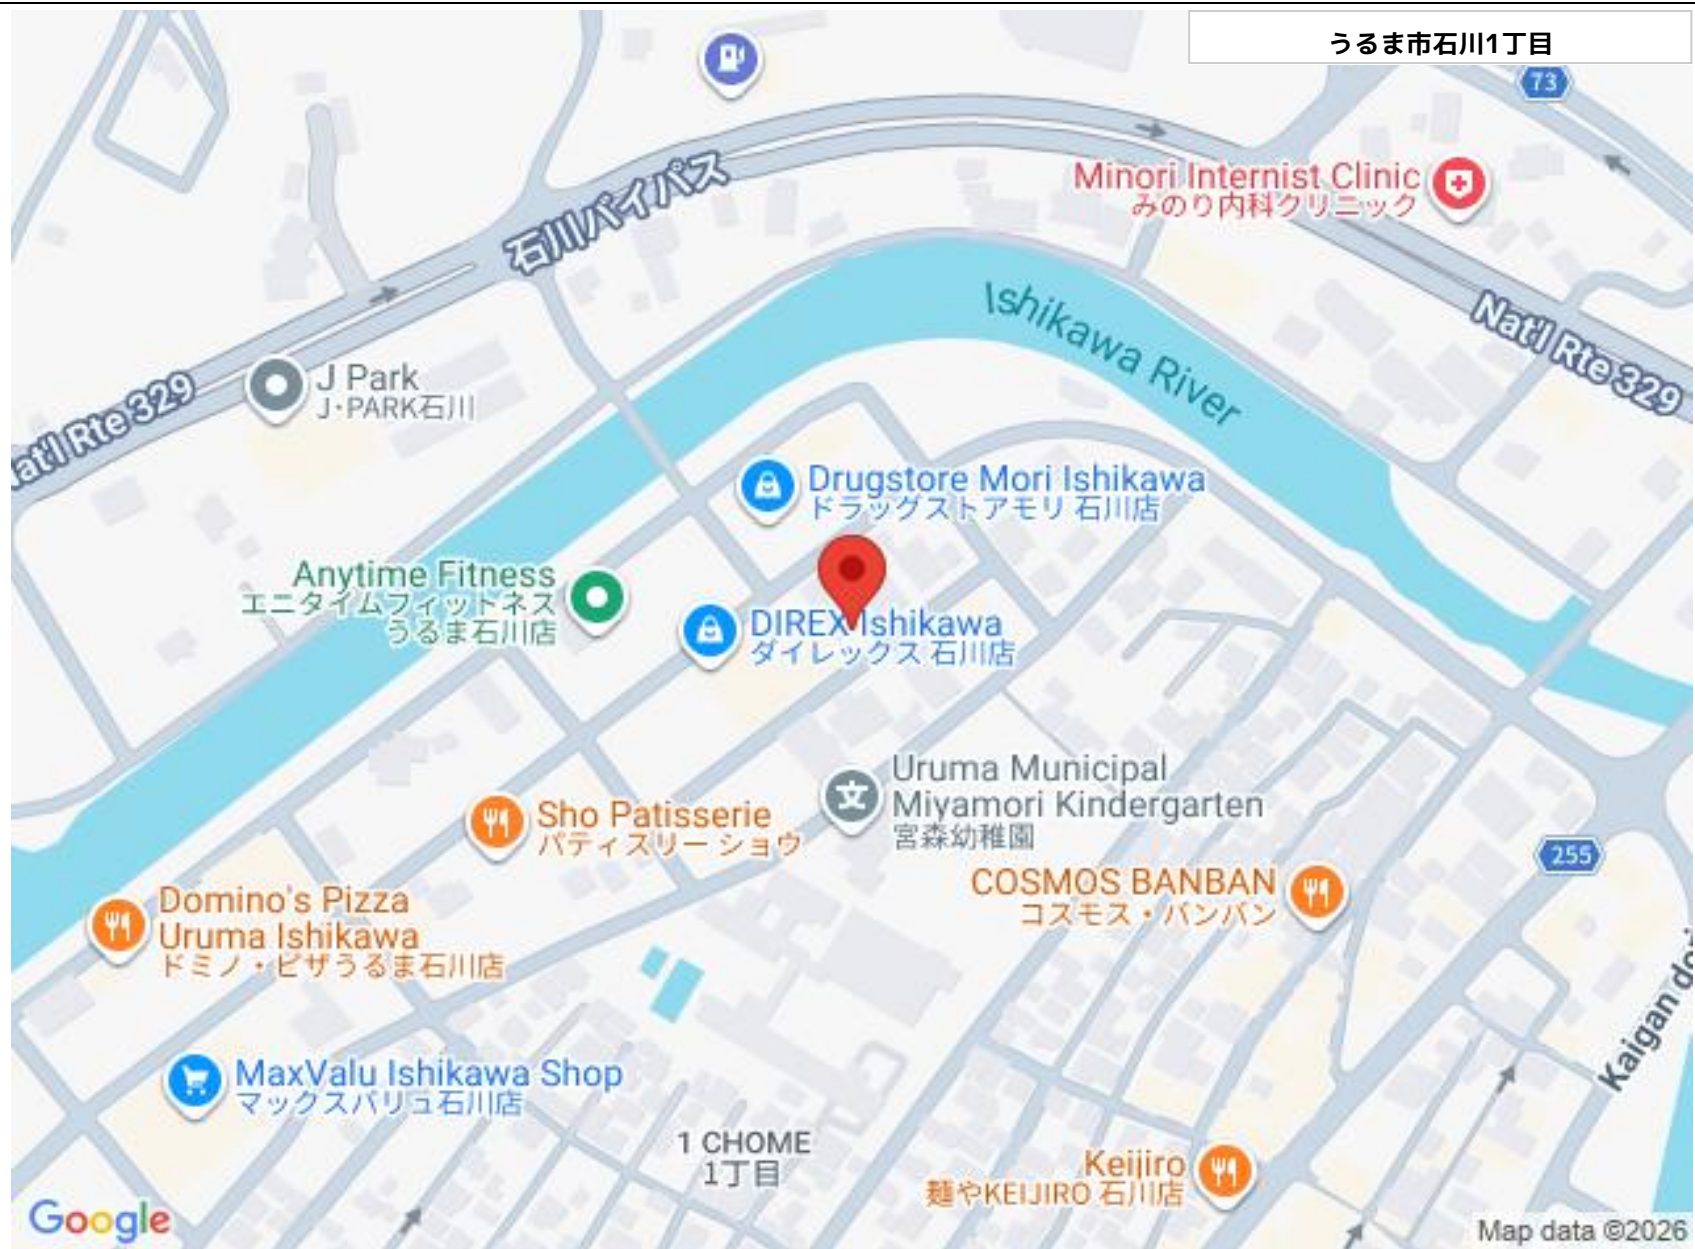 うるま市石川1丁目
73
石川バイパス
Minori Internist Clinic
みのり内科クリニック
Ishikawa River
Nat'l Rte 329
J Park
J・PARK石川
Nat'l Rte 329
Drugstore Mori Ishikawa
ドラッグストアモリ 石川店
Anytime Fitness
エニタイムフィットネス
うるま石川店
DIREX Ishikawa
ダイレックス 石川店
Uruma Municipal
Miyamori Kindergarten
宮森幼稚園
Sho Patisserie
パティスリー ショウ
255
COSMOS BANBAN
コスモス・バンバン
Domino's Pizza
Uruma Ishikawa
ドミノ・ピザうるま石川店
Kaigan dori
MaxValu Ishikawa Shop
マックスバリュ石川店
1 CHOME
1丁目
Keijiro
麺やKEIJIRO 石川店
Google
Map data ©2026